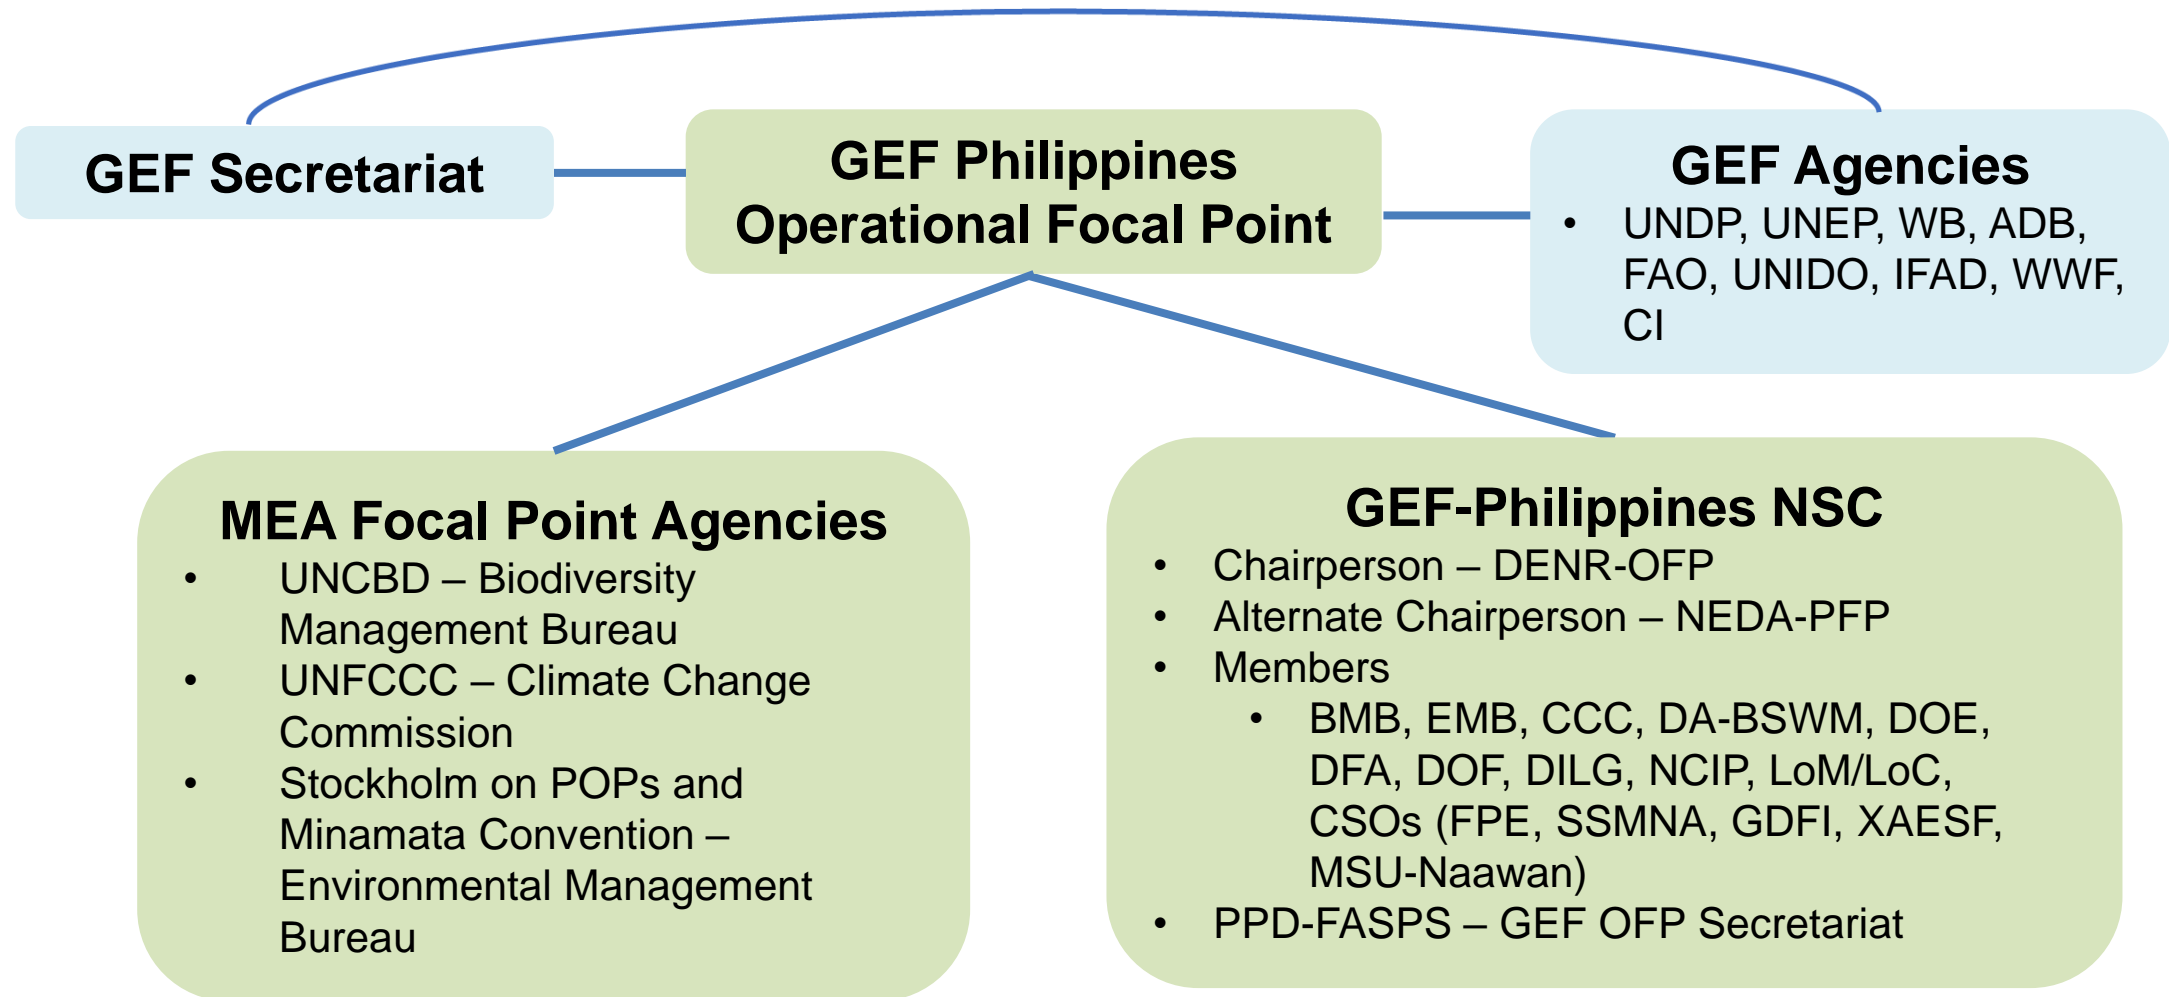 GEF Secretariat
GEF Philippines
Operational Focal Point
GEF Agencies
• UNDP, UNEP, WB, ADB,
FAO, UNIDO, IFAD, WWF,
CI
MEA Focal Point Agencies
• UNCBD – Biodiversity
Management Bureau
• UNFCCC – Climate Change
Commission
• Stockholm on POPs and
Minamata Convention –
Environmental Management
Bureau
GEF-Philippines NSC
• Chairperson – DENR-OFP
• Alternate Chairperson – NEDA-PFP
• Members
• BMB, EMB, CCC, DA-BSWM, DOE,
DFA, DOF, DILG, NCIP, LoM/LoC,
CSOs (FPE, SSMNA, GDFI, XAESF,
MSU-Naawan)
• PPD-FASPS – GEF OFP Secretariat